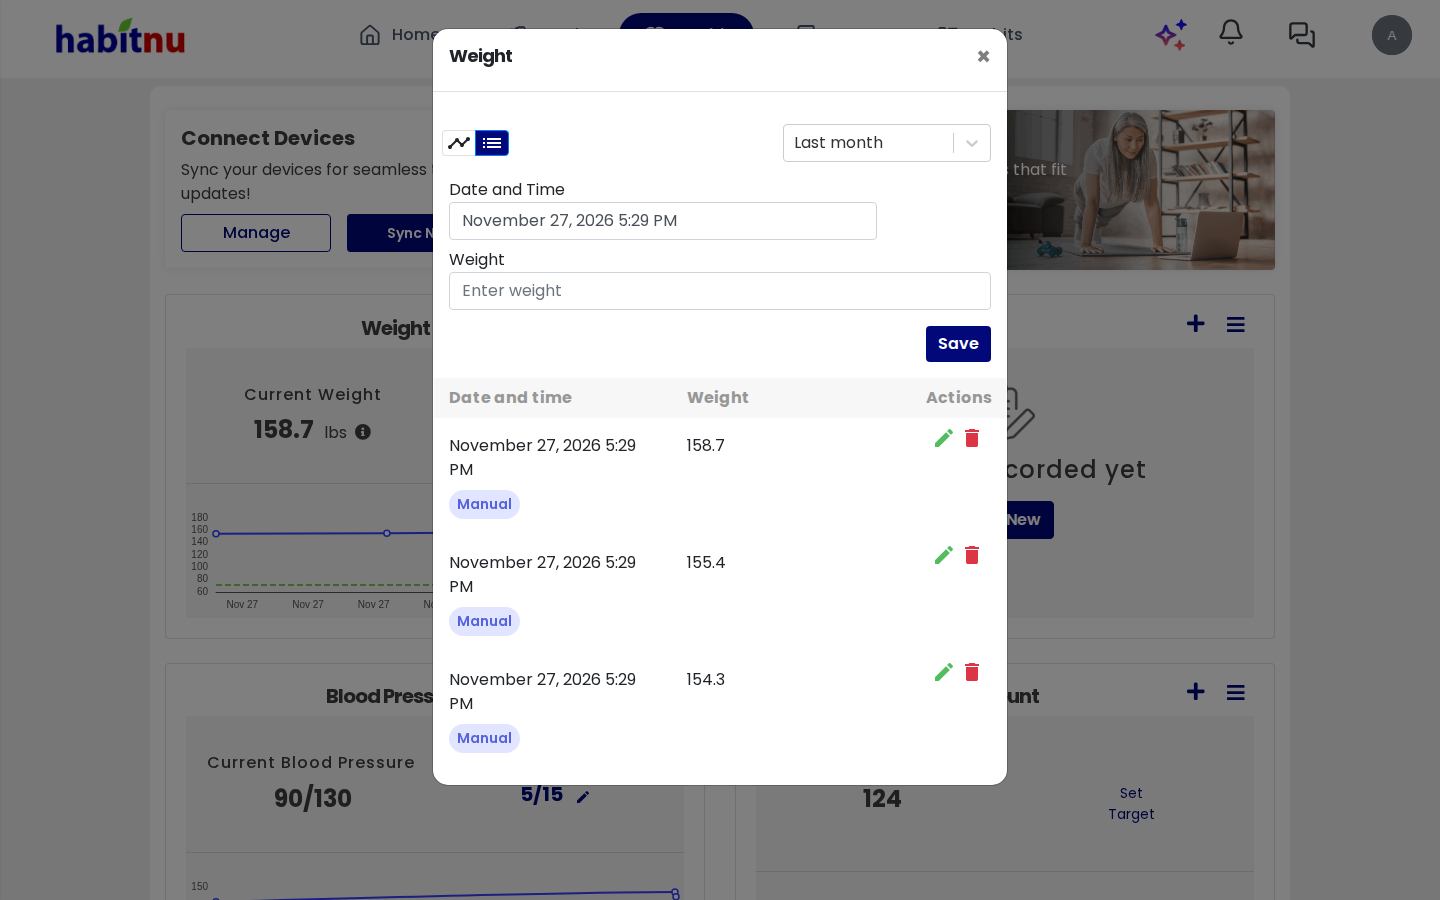 habitnu
Home
A
Weight
Connect Devices
Sync your devices for seamless
updates!
Manage
Sync N
that fit
Last month
Date and Time
November 27, 2026 5:29 PM
Weight
Enter weight
Save
Date and time Weight Actions
November 27, 2026 5:29
PM
158.7
Manual
November 27, 2026 5:29
PM
155.4
Manual
November 27, 2026 5:29
PM
154.3
Manual
Weight
Current Weight
158.7 lbs
180
160
140
120
100
80
60
Nov 27 Nov 27 Nov 27
corded yet
New
Blood Press
Current Blood Pressure
90/130
5/15
150
unt
124
Set
Target